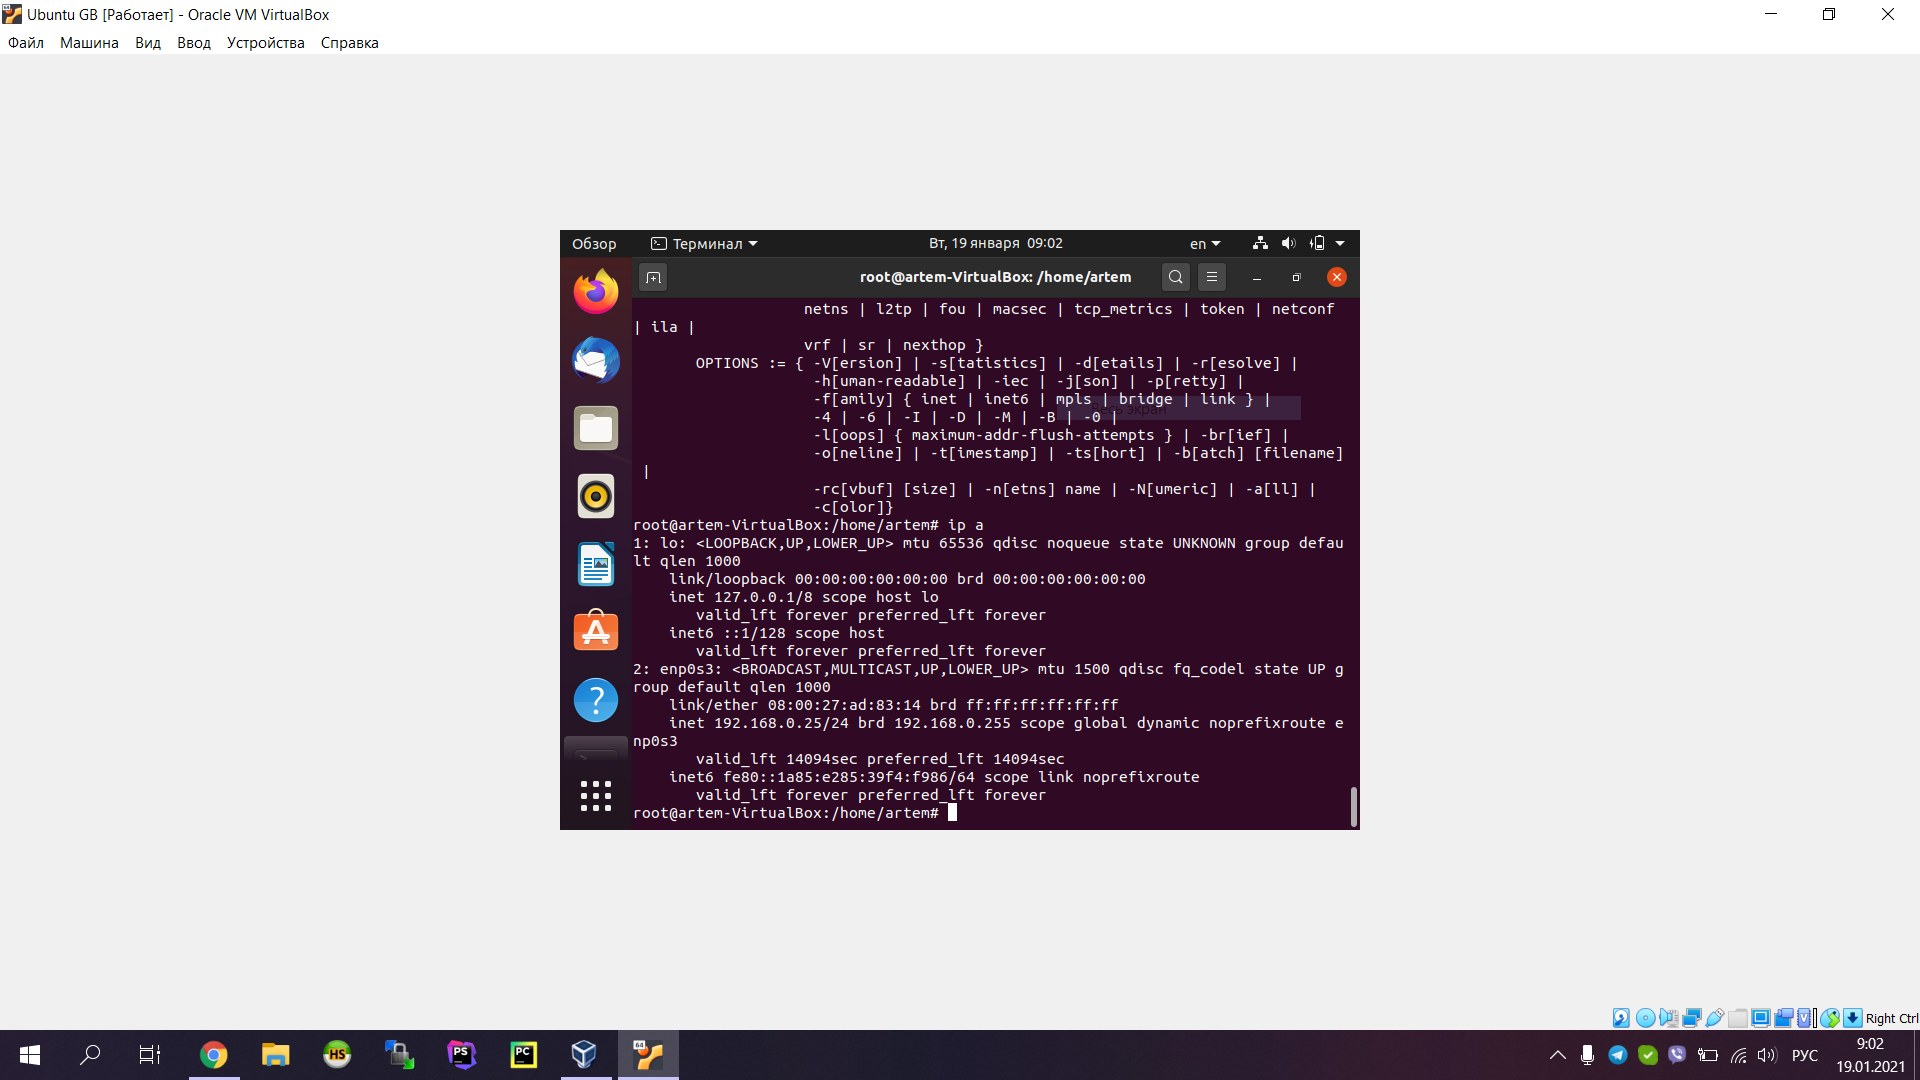 Ubuntu GB [Работает] - Oracle VM VirtualBox
Файл Машина Вид Ввод Устройства Справка
Обзор Терминал Вт, 19 января 09:02 en
root@artem-VirtualBox: /home/artem
netns | l2tp | fou | macsec | tcp_metrics | token | netconf
| ila |
vrf | sr | nexthop }
OPTIONS := { -V[ersion] | -s[tatistics] | -d[etails] | -r[esolve] |
-h[uman-readable] | -iec | -j[son] | -p[retty] |
-f[amily] { inet | inet6 | mpls | bridge | link } |
Весь экран
-4 | -6 | -I | -D | -M | -B | -0 |
-l[oops] { maximum-addr-flush-attempts } | -br[ief] |
-o[neline] | -t[imestamp] | -ts[hort] | -b[atch] [filename]
|
-rc[vbuf] [size] | -n[etns] name | -N[umeric] | -a[ll] |
-c[olor]}
root@artem-VirtualBox:/home/artem# ip a
1: lo: <LOOPBACK,UP,LOWER_UP> mtu 65536 qdisc noqueue state UNKNOWN group defau
lt qlen 1000
link/loopback 00:00:00:00:00:00 brd 00:00:00:00:00:00
inet 127.0.0.1/8 scope host lo
valid_lft forever preferred_lft forever
inet6 ::1/128 scope host
valid_lft forever preferred_lft forever
2: enp0s3: <BROADCAST,MULTICAST,UP,LOWER_UP> mtu 1500 qdisc fq_codel state UP g
roup default qlen 1000
link/ether 08:00:27:ad:83:14 brd ff:ff:ff:ff:ff:ff
inet 192.168.0.25/24 brd 192.168.0.255 scope global dynamic noprefixroute e
np0s3
valid_lft 14094sec preferred_lft 14094sec
inet6 fe80::1a85:e285:39f4:f986/64 scope link noprefixroute
valid_lft forever preferred_lft forever
root@artem-VirtualBox:/home/artem#
Right Ctrl
HS PS PC 64
РУС
9:02
19.01.2021